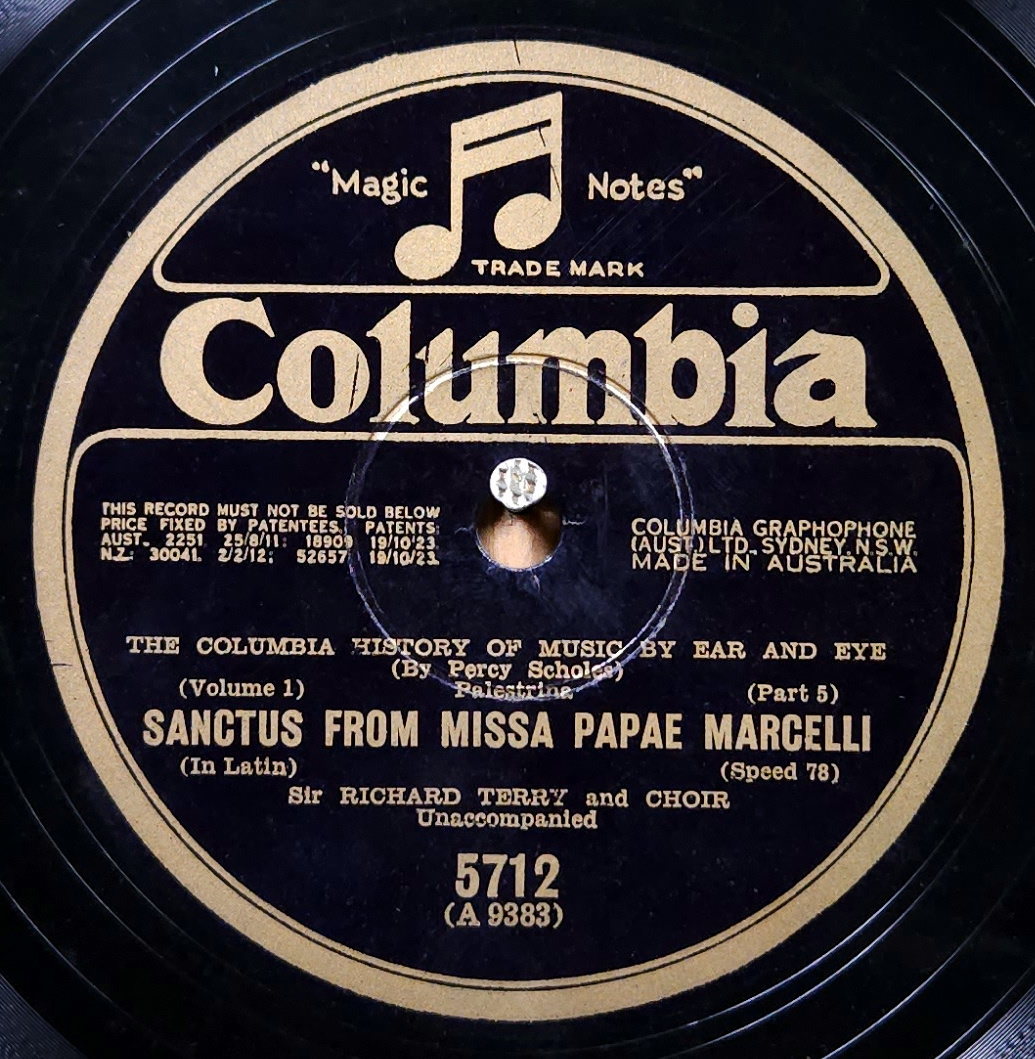 "Magic Notes"
TRADE MARK
Columbia
THIS RECORD MUST NOT BE SOLD BELOW
PRICE FIXED BY PATENTEES. PATENTS:
AUST. 2251. 25/8/11: 18909 19/10/23
N.Z.: 30041. 2/2/12: 52657 19/10/23.
COLUMBIA GRAPHOPHONE
(AUST.) LTD. SYDNEY. N.S.W.
MADE IN AUSTRALIA
THE COLUMBIA HISTORY OF MUSIC BY EAR AND EYE
(By Percy Scholes)
(Volume 1) Palestrina (Part 5)
SANCTUS FROM MISSA PAPAE MARCELLI
(In Latin) (Speed 78)
Sir RICHARD TERRY and CHOIR
Unaccompanied
5712
(A 9383)